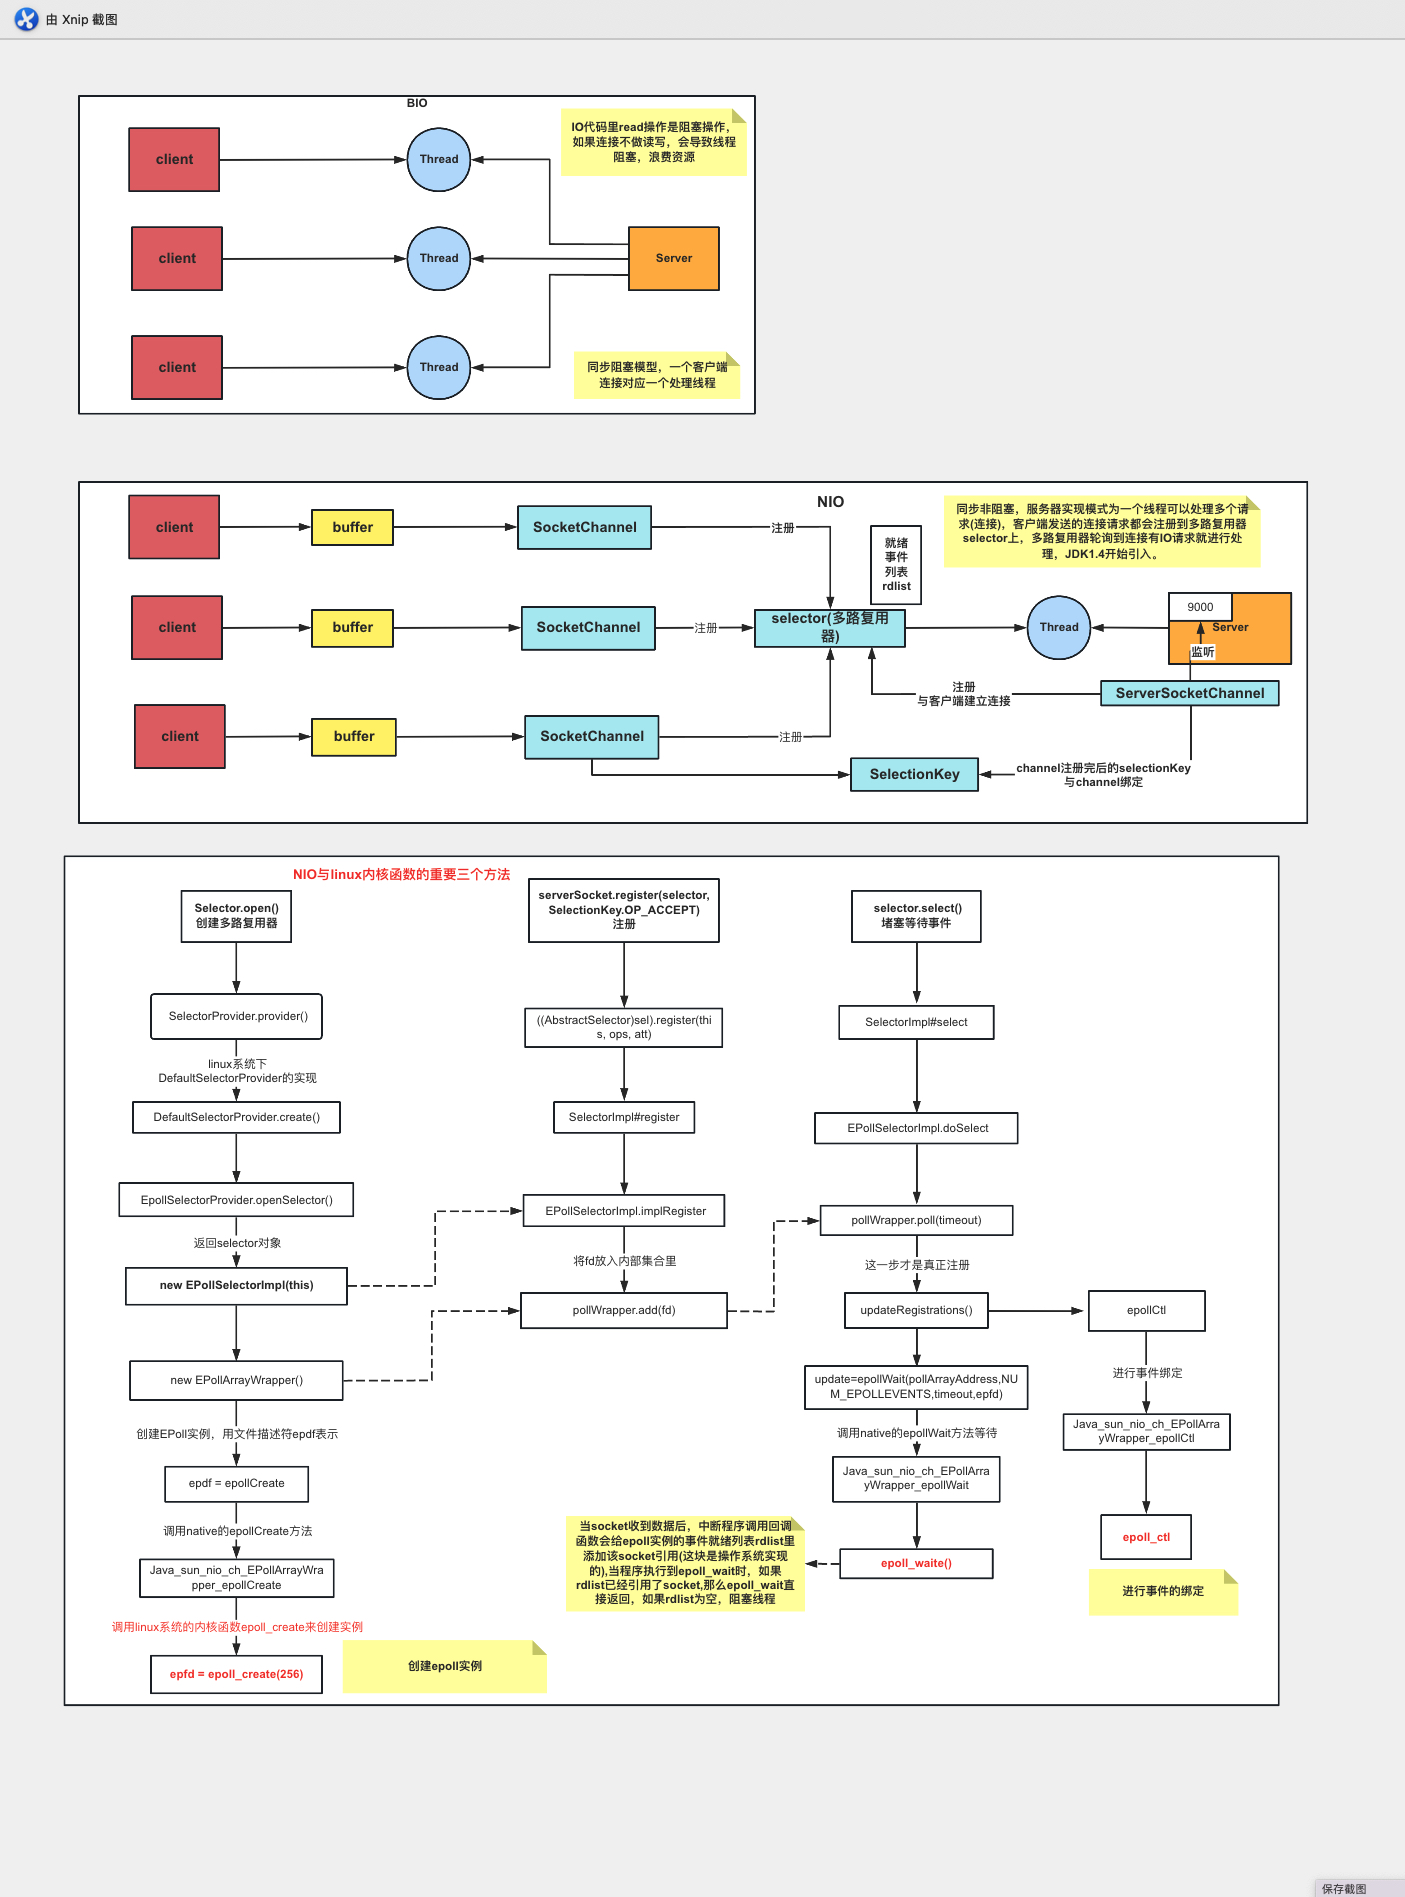 由 Xnip 截图
BIO
IO代码里read操作是阻塞操作,
如果连接不做读写，会导致线程
阻塞，浪费资源
client
Thread
client
Thread
Server
client
Thread
同步阻塞模型，一个客户端
连接对应一个处理线程
NIO
同步非阻塞，服务器实现模式为一个线程可以处理多个请
求(连接)，客户端发送的连接请求都会注册到多路复用器
selector上，多路复用器轮询到连接有IO请求就进行处
理，JDK1.4开始引入。
client
buffer
SocketChannel
注册
就绪
事件
列表
rdlist
client
buffer
SocketChannel
注册
selector(多路复用
器)
Thread
9000
Server
监听
注册
与客户端建立连接
ServerSocketChannel
client
buffer
SocketChannel
注册
SelectionKey
channel注册完后的selectionKey
与channel绑定
NIO与linux内核函数的重要三个方法
Selector.open()
创建多路复用器
SelectorProvider.provider()
linux系统下
DefaultSelectorProvider的实现
DefaultSelectorProvider.create()
EpollSelectorProvider.openSelector()
返回selector对象
new EPollSelectorImpl(this)
new EPollArrayWrapper()
创建EPoll实例，用文件描述符epdf表示
epdf = epollCreate
调用native的epollCreate方法
Java_sun_nio_ch_EPollArrayWra
pper_epollCreate
调用linux系统的内核函数epoll_create来创建实例
epfd = epoll_create(256)
创建epoll实例
serverSocket.register(selector,
SelectionKey.OP_ACCEPT)
注册
((AbstractSelector)sel).register(thi
s, ops, att)
SelectorImpl#register
EPollSelectorImpl.implRegister
将fd放入内部集合里
pollWrapper.add(fd)
selector.select()
堵塞等待事件
SelectorImpl#select
EPollSelectorImpl.doSelect
pollWrapper.poll(timeout)
这一步才是真正注册
updateRegistrations()
update=epollWait(pollArrayAddress,NU
M_EPOLLEVENTS,timeout,epfd)
调用native的epollWait方法等待
Java_sun_nio_ch_EPollArra
yWrapper_epollWait
epoll_waite()
当socket收到数据后，中断程序调用回调
函数会给epoll实例的事件就绪列表rdlist里
添加该socket引用(这块是操作系统实现
的),当程序执行到epoll_wait时，如果
rdlist已经引用了socket,那么epoll_wait直
接返回，如果rdlist为空，阻塞线程
epollCtl
进行事件绑定
Java_sun_nio_ch_EPollArra
yWrapper_epollCtl
epoll_ctl
进行事件的绑定
保存截图